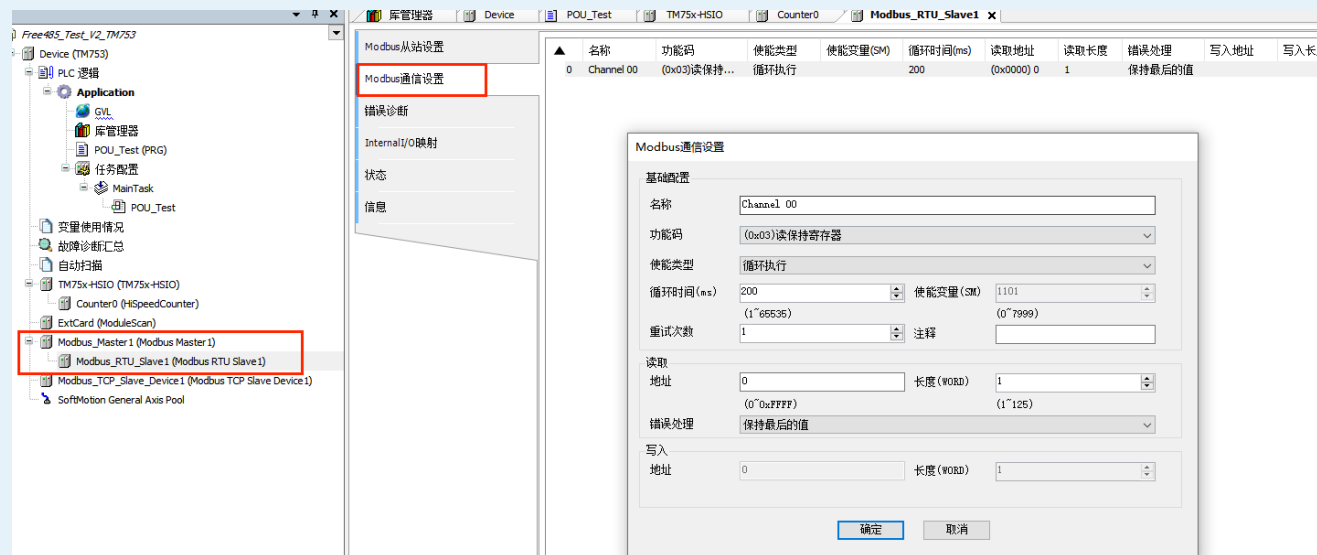 库管理器 Device POU_Test TM75x-HSIO Counter0 Modbus_RTU_Slave1
Free485_Test_V2_TM753
Device (TM753)
PLC 逻辑
Application
GVL
库管理器
POU_Test (PRG)
任务配置
MainTask
POU_Test
变量使用情况
故障诊断汇总
自动扫描
TM75x-HSIO (TM75x-HSIO)
Counter0 (HiSpeedCounter)
ExtCard (ModuleScan)
Modbus_Master1 (Modbus Master1)
Modbus_RTU_Slave1 (Modbus RTU Slave1)
Modbus_TCP_Slave_Device1 (Modbus TCP Slave Device1)
SoftMotion General Axis Pool
Modbus从站设置
Modbus通信设置
错误诊断
InternalI/O映射
状态
信息
名称 功能码 使能类型 使能变量(SM) 循环时间(ms) 读取地址 读取长度 错误处理 写入地址 写入长
0 Channel 00 (0x03)读保持... 循环执行 200 (0x0000) 0 1 保持最后的值
Modbus通信设置
基础配置
名称 Channel 00
功能码 (0x03)读保持寄存器
使能类型 循环执行
循环时间(ms) 200 使能变量(SM) 1101
(1~65535) (0~7999)
重试次数 1 注释
读取
地址 0 长度(WORD) 1
(0~0xFFFF) (1~125)
错误处理 保持最后的值
写入
地址 0 长度(WORD) 1
确定 取消